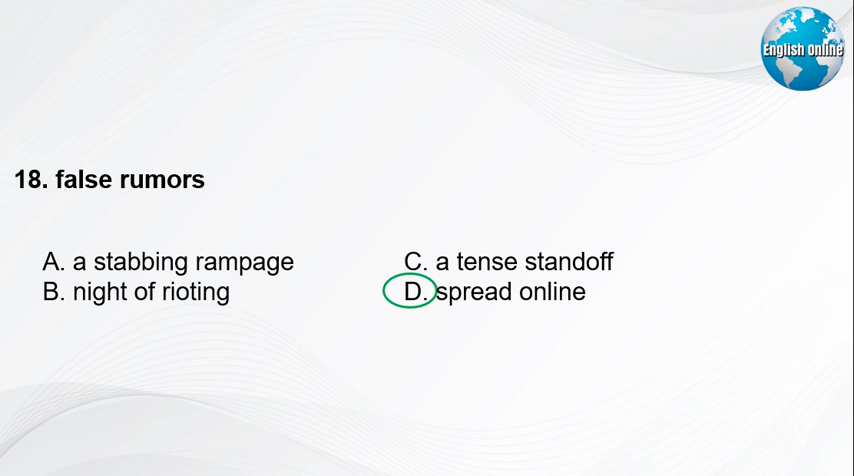 English Online
18. false rumors
A. a stabbing rampage
B. night of rioting
C. a tense standoff
D. spread online